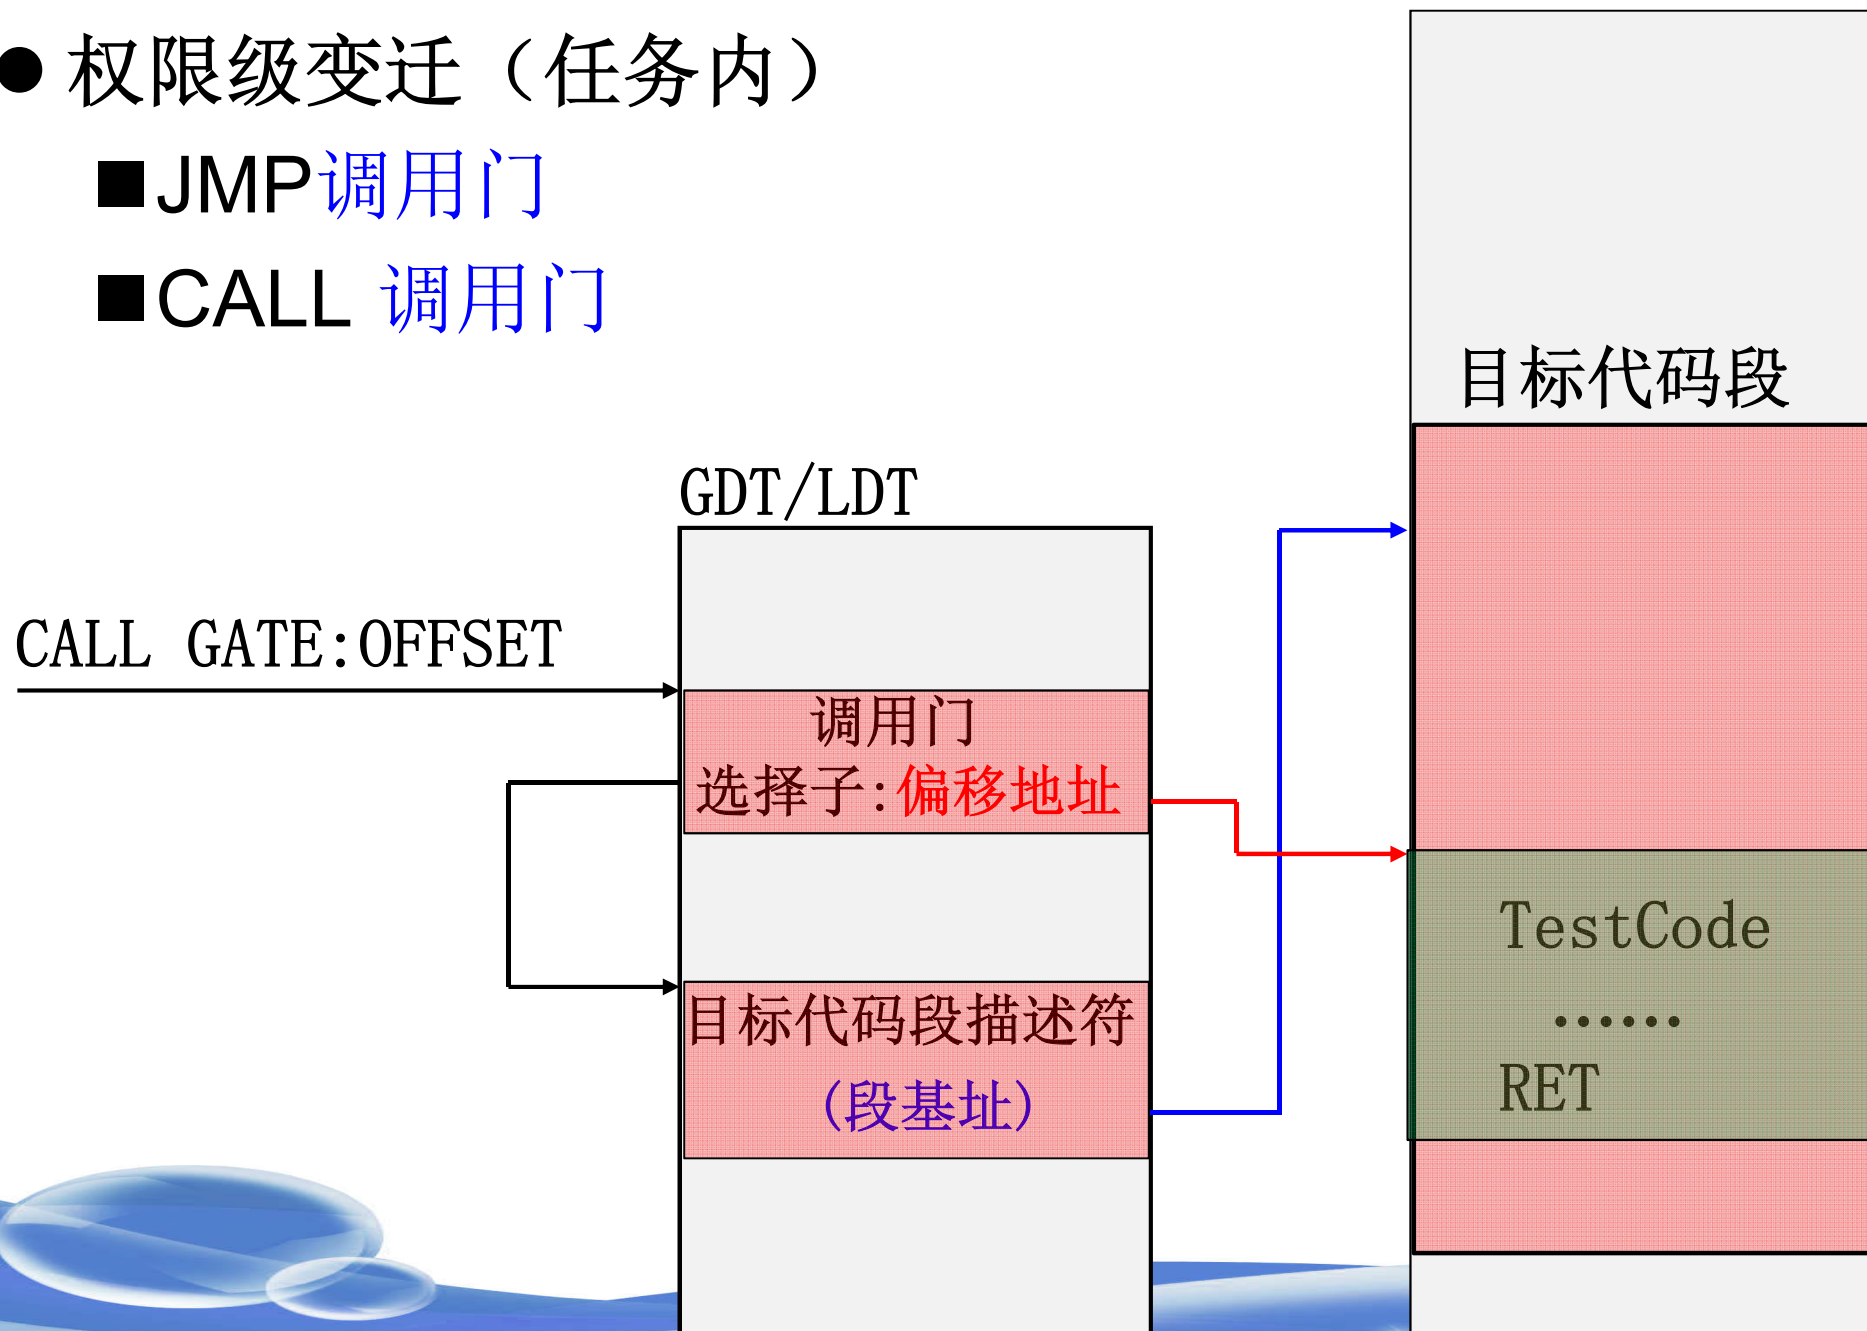 ● 权限级变迁（任务内）
■JMP调用门
■CALL 调用门
目标代码段
GDT/LDT
CALL GATE:OFFSET
调用门
选择子:偏移地址
TestCode
……
RET
目标代码段描述符
(段基址)